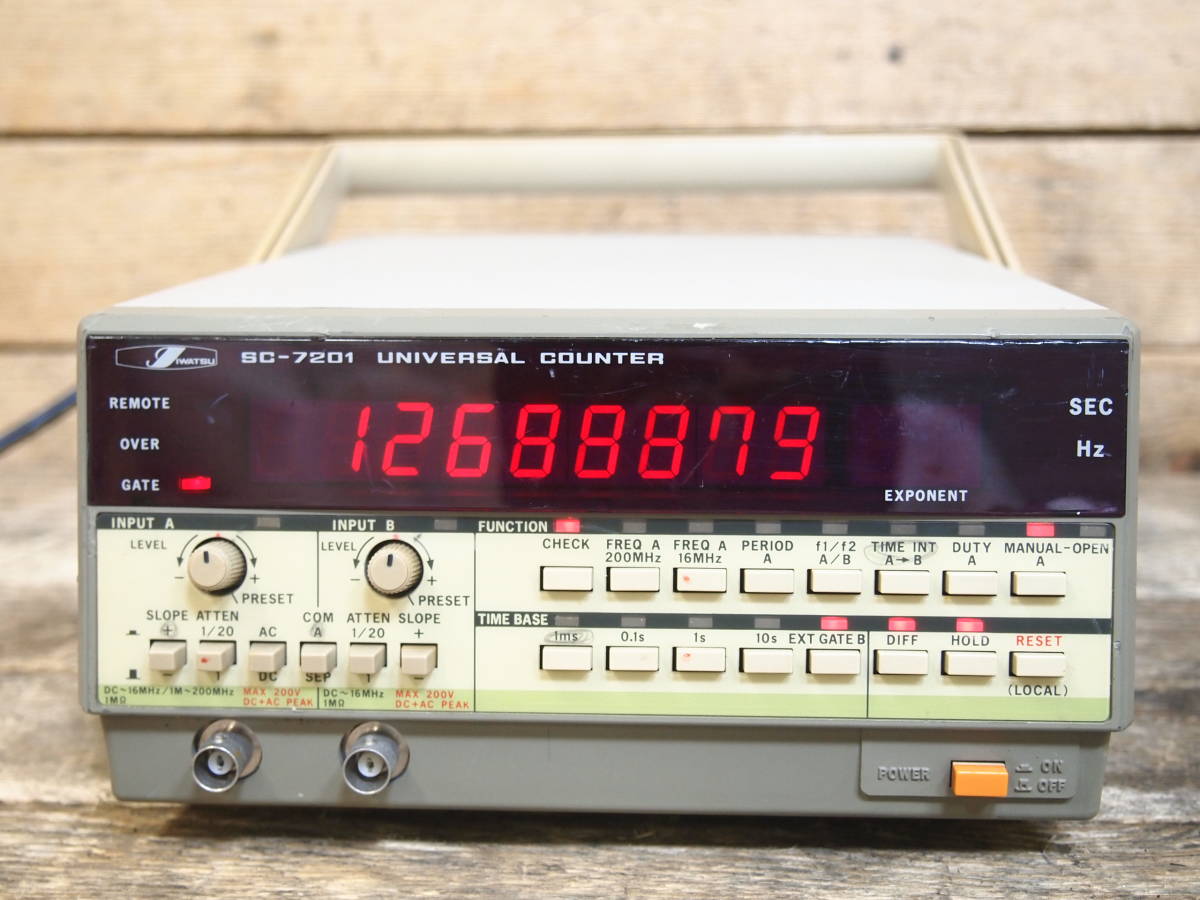 IWATSU SC-7201 UNIVERSAL COUNTER
REMOTE
OVER
GATE
12688879
SEC
Hz
EXPONENT
INPUT A
INPUT B
LEVEL
- +
PRESET
LEVEL
- +
PRESET
SLOPE ATTEN COM ATTEN SLOPE
+ 1/20 AC A 1/20 +
- 1 DC SEP 1
DC~16MHz/1M~200MHz
1MΩ
MAX 200V
DC+AC PEAK
DC~16MHz
1MΩ
MAX 200V
DC+AC PEAK
FUNCTION
CHECK
FREQ A
200MHz
FREQ A
16MHz
PERIOD
A
f1/f2
A/B
TIME INT
A→B
DUTY
A
MANUAL-OPEN
A
TIME BASE
1ms 0.1s 1s 10s EXT GATE B DIFF HOLD RESET
(LOCAL)
POWER
ON
OFF